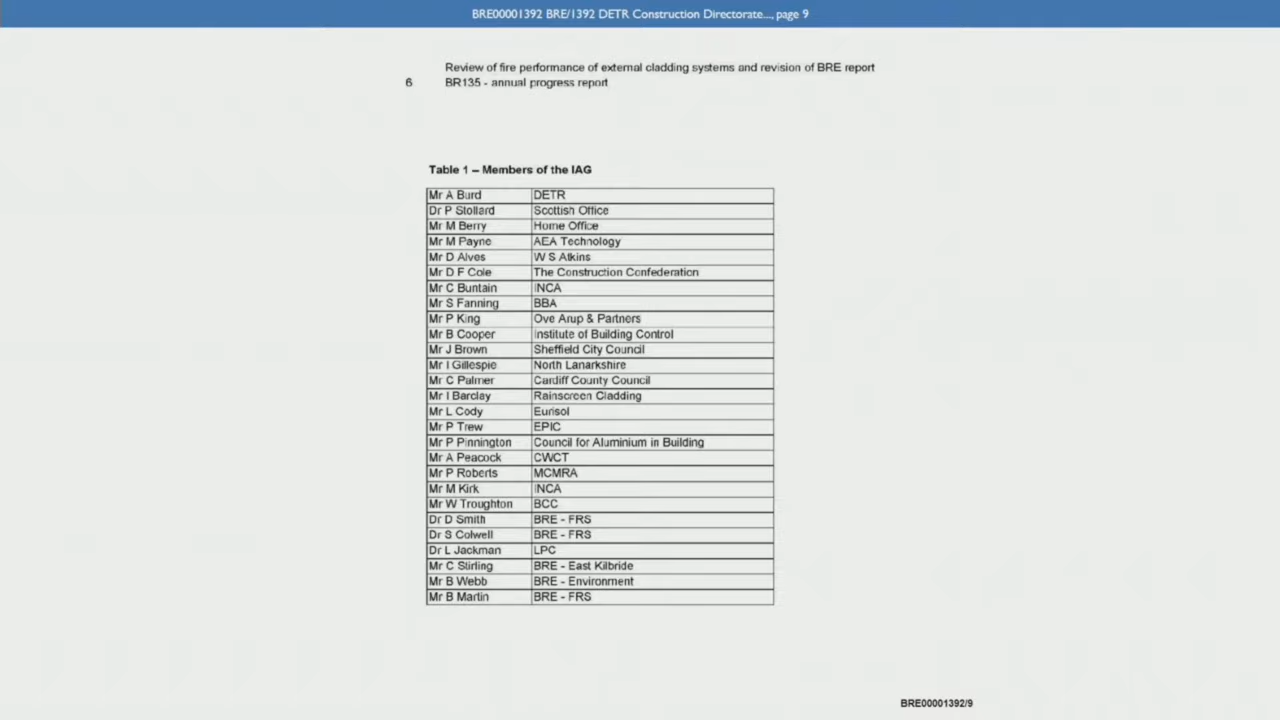 BRE00001392 BRE/1392 DETR Construction Directorate..., page 9
Review of fire performance of external cladding systems and revision of BRE report
6 BR135 - annual progress report
Table 1 – Members of the IAG
Mr A Burd DETR
Dr P Stollard Scottish Office
Mr M Berry Home Office
Mr M Payne AEA Technology
Mr D Alves W S Atkins
Mr D F Cole The Construction Confederation
Mr C Buntain INCA
Mr S Fanning BBA
Mr P King Ove Arup & Partners
Mr B Cooper Institute of Building Control
Mr J Brown Sheffield City Council
Mr I Gillespie North Lanarkshire
Mr C Palmer Cardiff County Council
Mr I Barclay Rainscreen Cladding
Mr L Cody Eurisol
Mr P Trew EPIC
Mr P Pinnington Council for Aluminium in Building
Mr A Peacock CWCT
Mr P Roberts MCMRA
Mr M Kirk INCA
Mr W Troughton BCC
Dr D Smith BRE - FRS
Dr S Colwell BRE - FRS
Dr L Jackman LPC
Mr C Stirling BRE - East Kilbride
Mr B Webb BRE - Environment
Mr B Martin BRE - FRS
BRE00001392/9